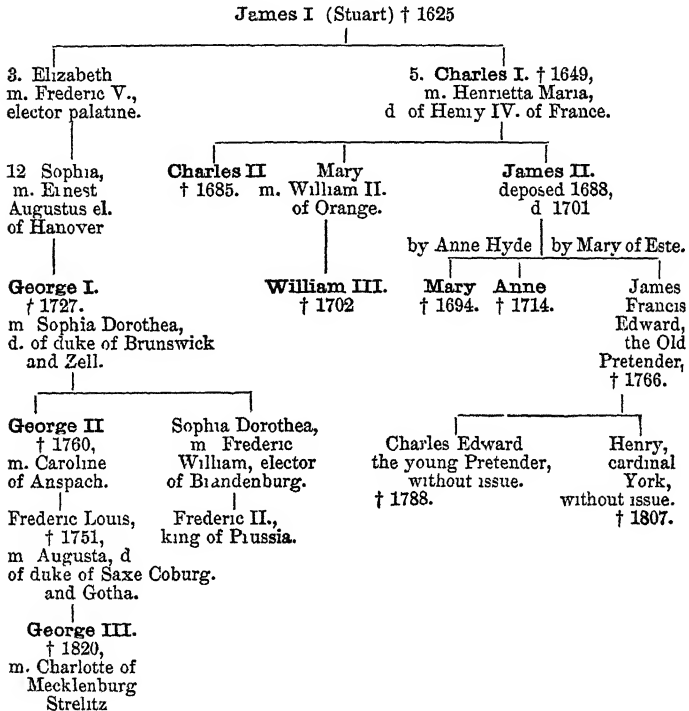 James I (Stuart) † 1625
3. Elizabeth
m. Frederic V.,
elector palatine.
5. Charles I. † 1649,
m. Henrietta Maria,
d of Henry IV. of France.
12 Sophia,
m. Ernest
Augustus el.
of Hanover
Charles II
† 1685.
Mary
m. William II.
of Orange.
James II.
deposed 1688,
d 1701
by Anne Hyde
by Mary of Este.
George I.
† 1727.
m Sophia Dorothea,
d. of duke of Brunswick
and Zell.
William III.
† 1702
Mary
† 1694.
Anne
† 1714.
James
Francis
Edward,
the Old
Pretender,
† 1766.
George II
† 1760,
m. Caroline
of Anspach.
Sophia Dorothea,
m Frederic
William, elector
of Brandenburg.
Charles Edward
the young Pretender,
without issue.
† 1788.
Henry,
cardinal
York,
without issue.
† 1807.
Frederic Louis,
† 1751,
m Augusta, d
of duke of Saxe Coburg.
and Gotha.
Frederic II.,
king of Prussia.
George III.
† 1820,
m. Charlotte of
Mecklenburg
Strelitz